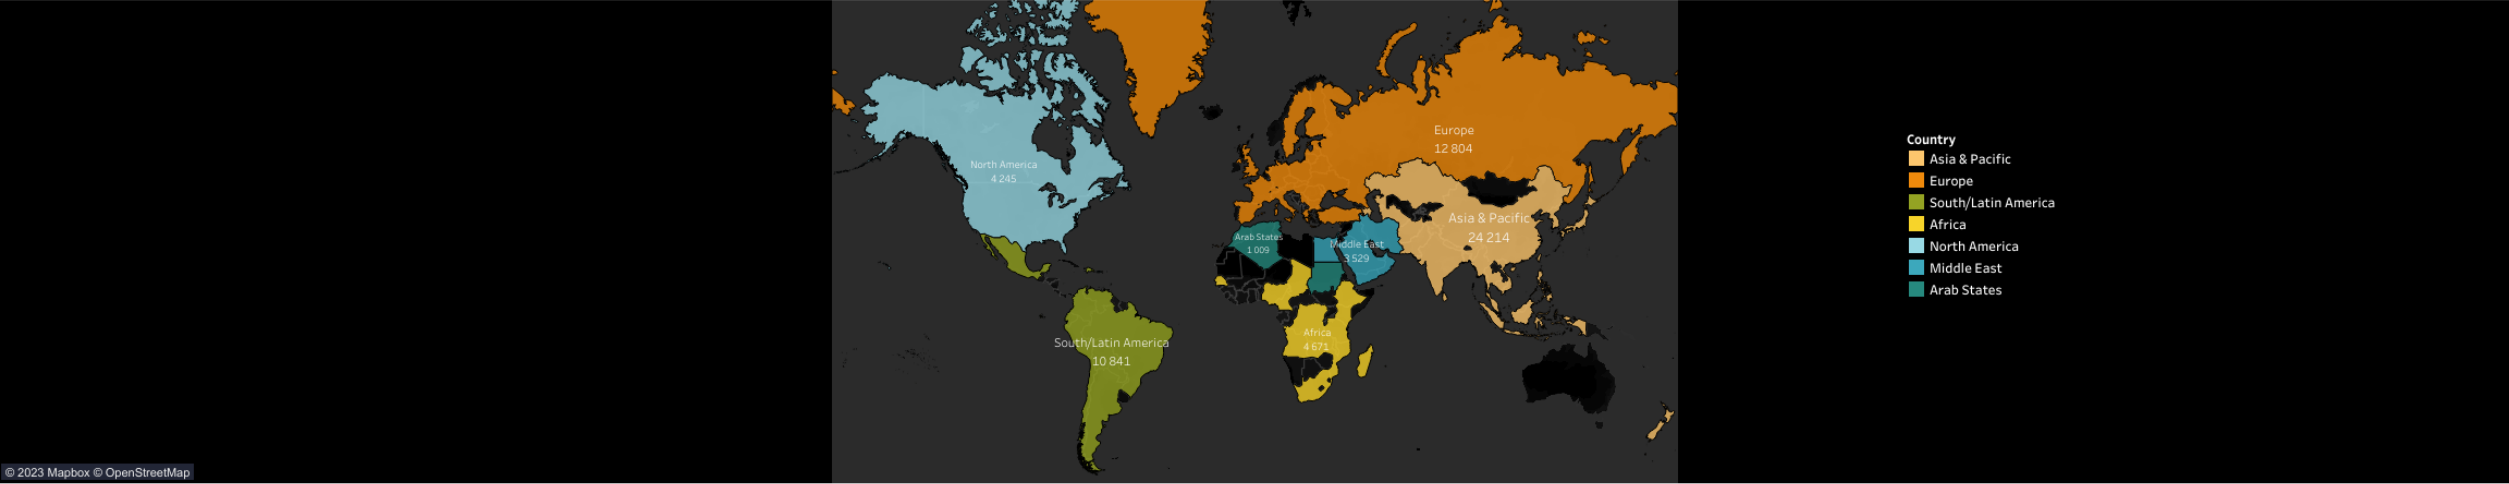 Europe
12 804
North America
4 245
Asia & Pacific
24 214
Arab States
1 009
Middle East
3 529
Africa
4 671
South/Latin America
10 841
Country
Asia & Pacific
Europe
South/Latin America
Africa
North America
Middle East
Arab States
© 2023 Mapbox © OpenStreetMap